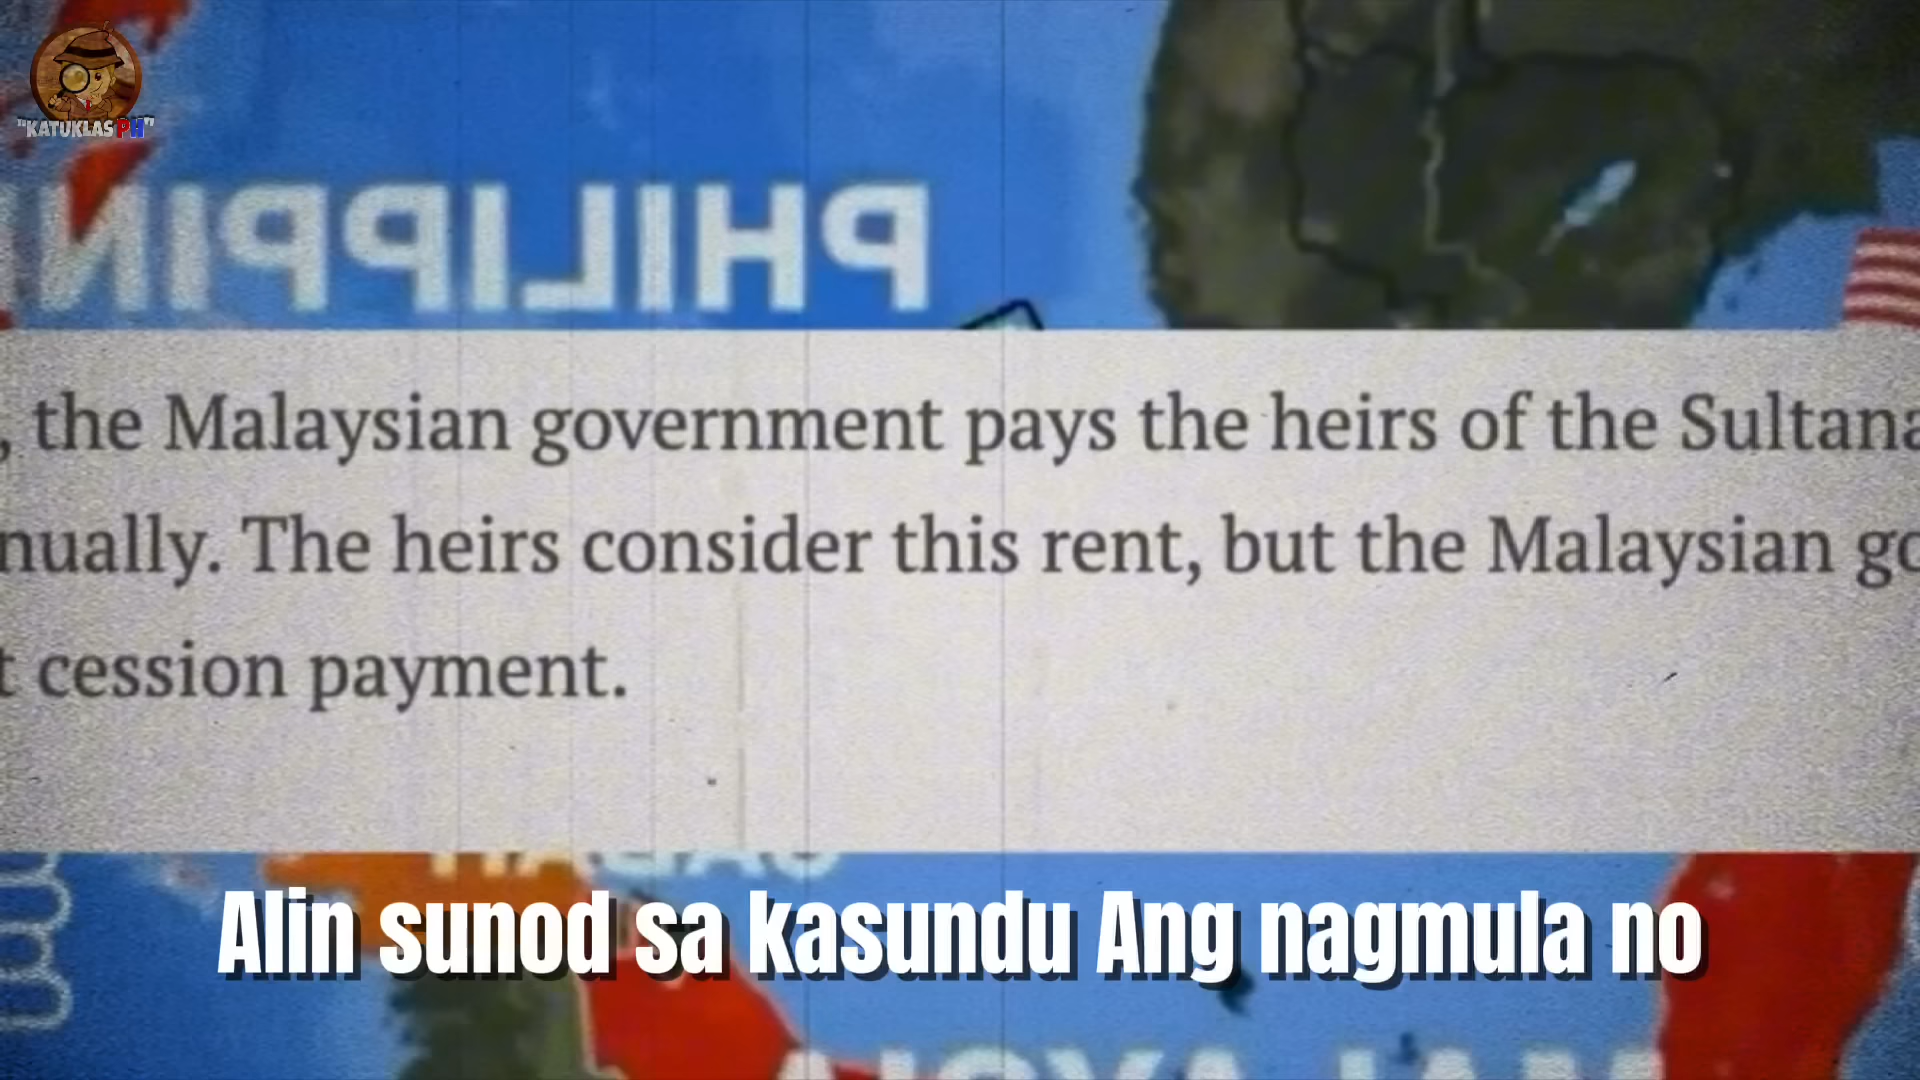 "KATUKLAS PH"
PHILIPPIN
, the Malaysian government pays the heirs of the Sultana
nually. The heirs consider this rent, but the Malaysian go
t cession payment.
Alin sunod sa kasundu Ang nagmula no